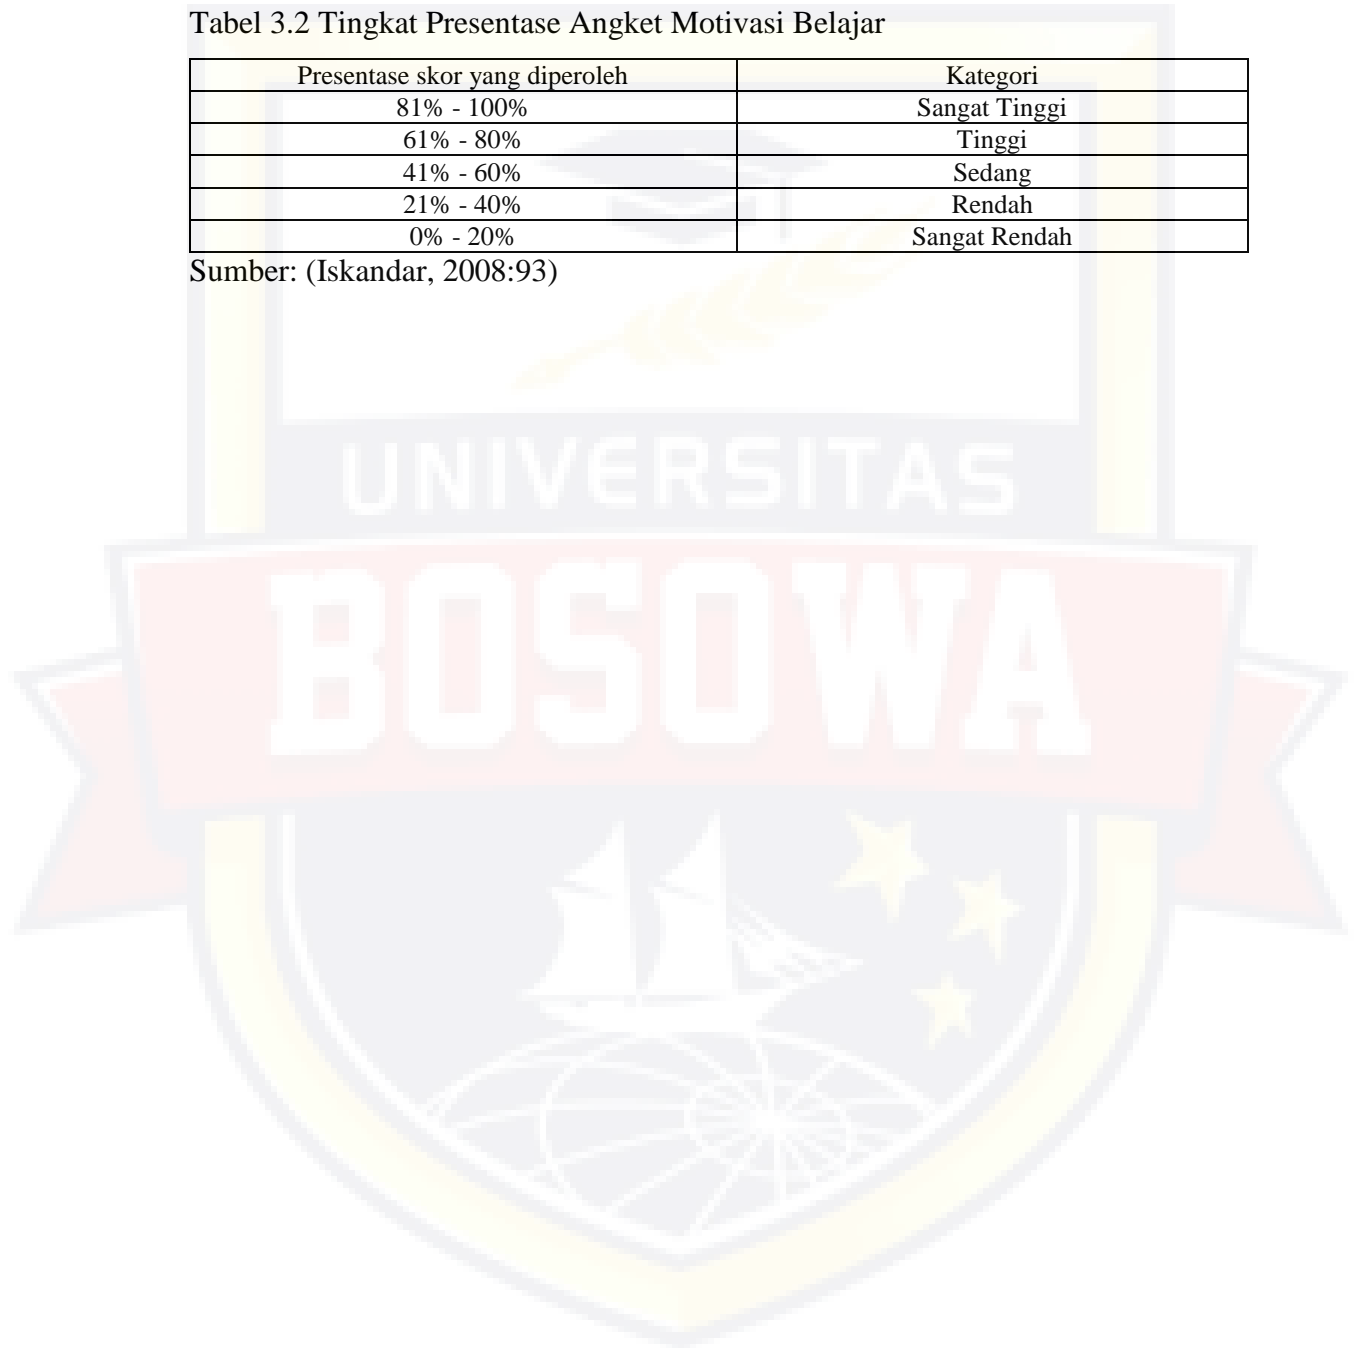 Tabel 3.2 Tingkat Presentase Angket Motivasi Belajar
Presentase skor yang diperoleh Kategori
81% - 100% Sangat Tinggi
61% - 80% Tinggi
41% - 60% Sedang
21% - 40% Rendah
0% - 20% Sangat Rendah
Sumber: (Iskandar, 2008:93)
UNIVERSITAS
BOSOWA